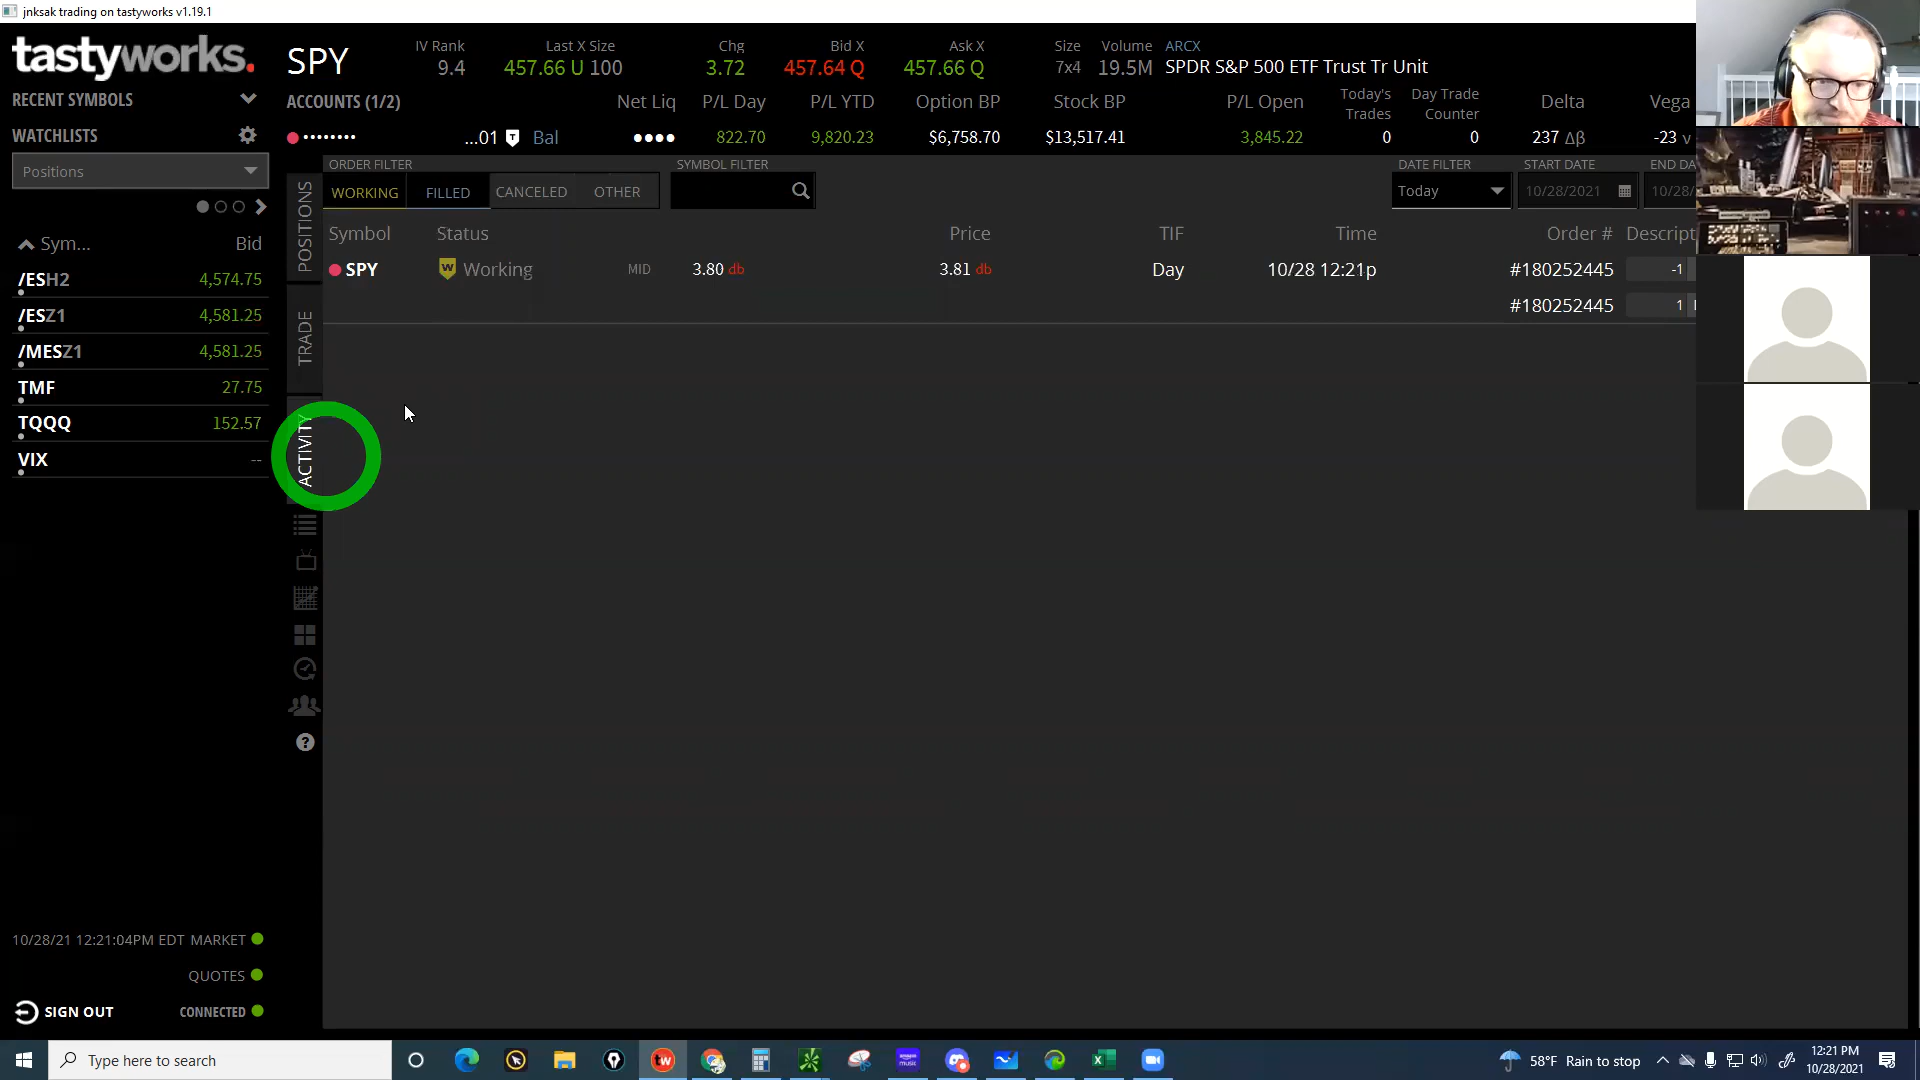 jnksak trading on tastyworks v1.19.1
tastyworks.
RECENT SYMBOLS
WATCHLISTS
Positions
Sym... Bid
/ESH2 4,574.75
/ESZ1 4,581.25
/MESZ1 4,581.25
TMF 27.75
TQQQ 152.57
VIX --
10/28/21 12:21:04PM EDT MARKET
QUOTES
SIGN OUT CONNECTED
SPY
IV Rank Last X Size Chg Bid X Ask X Size Volume ARCX
9.4 457.66 U 100 3.72 457.64 Q 457.66 Q 7x4 19.5M SPDR S&P 500 ETF Trust Tr Unit
ACCOUNTS (1/2) Net Liq P/L Day P/L YTD Option BP Stock BP P/L Open Today's Trades Day Trade Counter Delta Vega
•••••••• ...01 T Bal •••• 822.70 9,820.23 $6,758.70 $13,517.41 3,845.22 0 0 237 Δβ -23 v
ORDER FILTER SYMBOL FILTER DATE FILTER START DATE END DA
WORKING FILLED CANCELED OTHER Today 10/28/2021 10/28/
Symbol Status Price TIF Time Order # Descript
SPY W Working MID 3.80 db 3.81 db Day 10/28 12:21p #180252445 -1
#180252445 1
POSITIONS
TRADE
ACTIVITY
?
Type here to search
tw
amazon music
58°F Rain to stop
12:21 PM
10/28/2021